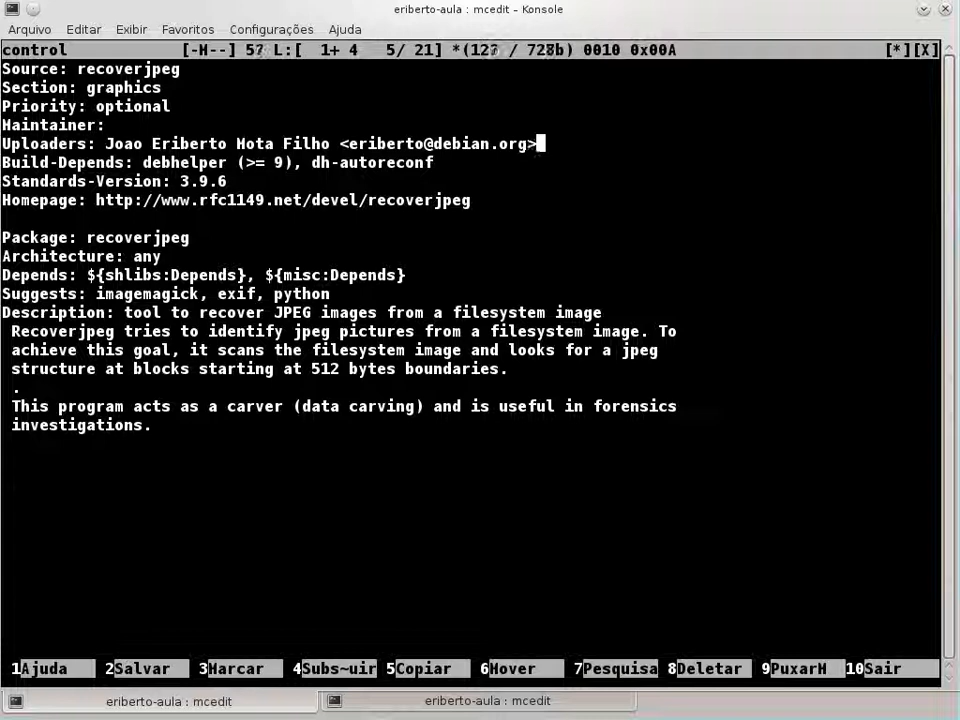 eriberto-aula : mcedit – Konsole
Arquivo Editar Exibir Favoritos Configurações Ajuda
control [-M--] 57 L:[ 1+ 4 5/ 21] *(127 / 728b) 0010 0x00A [*][X]
Source: recoverjpeg
Section: graphics
Priority: optional
Maintainer:
Uploaders: Joao Eriberto Mota Filho <eriberto@debian.org>
Build-Depends: debhelper (>= 9), dh-autoreconf
Standards-Version: 3.9.6
Homepage: http://www.rfc1149.net/devel/recoverjpeg
Package: recoverjpeg
Architecture: any
Depends: ${shlibs:Depends}, ${misc:Depends}
Suggests: imagemagick, exif, python
Description: tool to recover JPEG images from a filesystem image
Recoverjpeg tries to identify jpeg pictures from a filesystem image. To
achieve this goal, it scans the filesystem image and looks for a jpeg
structure at blocks starting at 512 bytes boundaries.
.
This program acts as a carver (data carving) and is useful in forensics
investigations.
1Ajuda 2Salvar 3Marcar 4Subs~uir 5Copiar 6Mover 7Pesquisa 8Deletar 9PuxarM 10Sair
eriberto-aula : mcedit eriberto-aula : mcedit